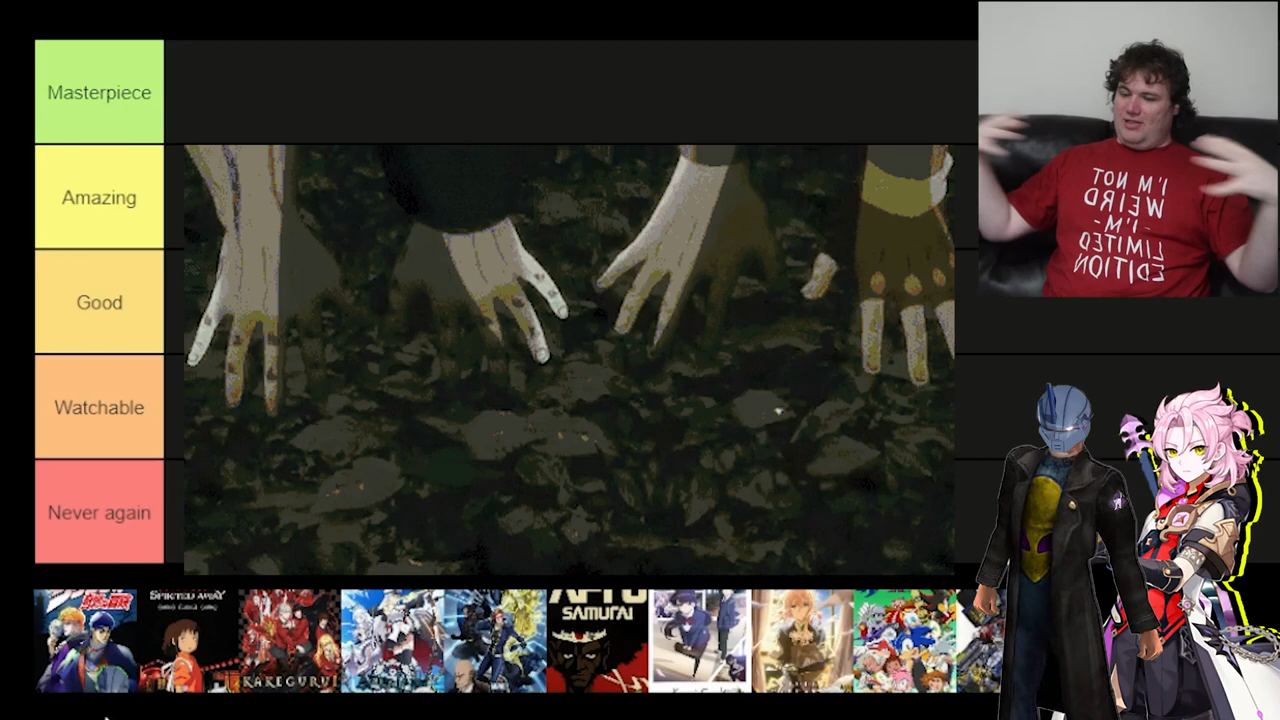 Masterpiece
Amazing
Good
Watchable
Never again
I'M NOT
WEIRD
- I'M -
LIMITED
EDITION
SPIRITED AWAY
KAKEGURUI
AFRO
SAMURAI